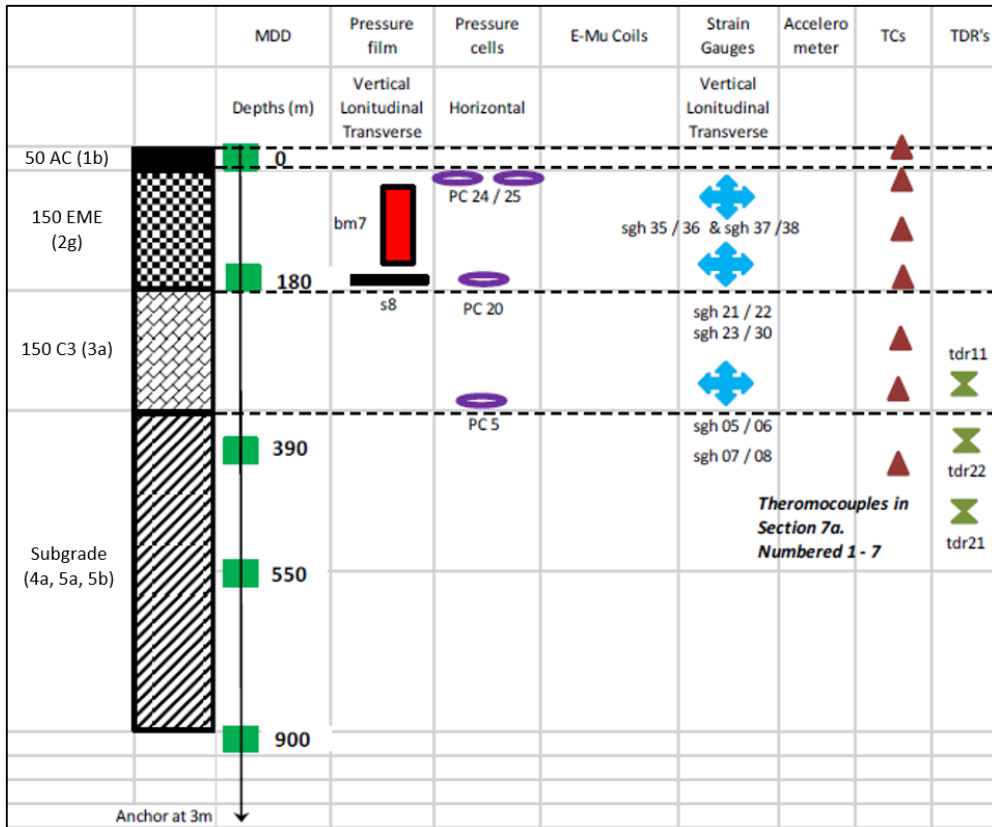 MDD
Pressure film
Pressure cells
E-Mu Coils
Strain Gauges
Accelero meter
TCs
TDR's
Depths (m)
Vertical
Lonitudinal
Transverse
Horizontal
Vertical
Lonitudinal
Transverse
50 AC (1b)
0
150 EME
(2g)
bm7
PC 24 / 25
sgh 35 / 36 & sgh 37 /38
180
s8
PC 20
150 C3 (3a)
sgh 21 / 22
sgh 23 / 30
tdr11
PC 5
sgh 05 / 06
390
sgh 07 / 08
tdr22
Theromocouples in
Section 7a.
Numbered 1 - 7
tdr21
Subgrade
(4a, 5a, 5b)
550
900
Anchor at 3m